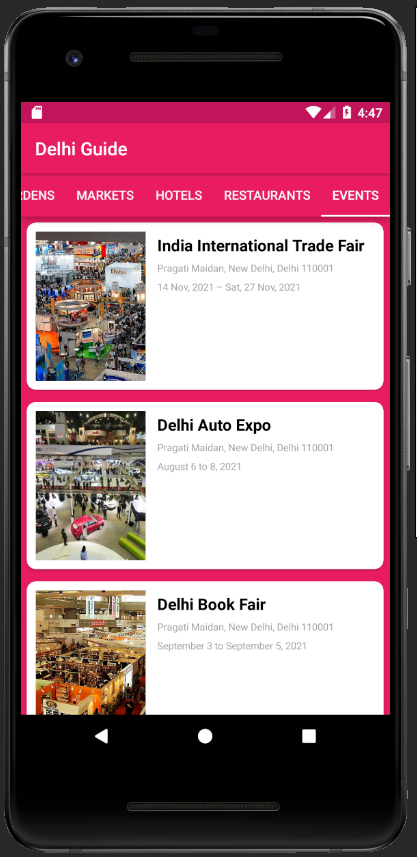 4:47
Delhi Guide
RDENS MARKETS HOTELS RESTAURANTS EVENTS
India International Trade Fair
Pragati Maidan, New Delhi, Delhi 110001
14 Nov, 2021 – Sat, 27 Nov, 2021
Delhi Auto Expo
Pragati Maidan, New Delhi, Delhi 110001
August 6 to 8, 2021
Delhi Book Fair
Pragati Maidan, New Delhi, Delhi 110001
September 3 to September 5, 2021